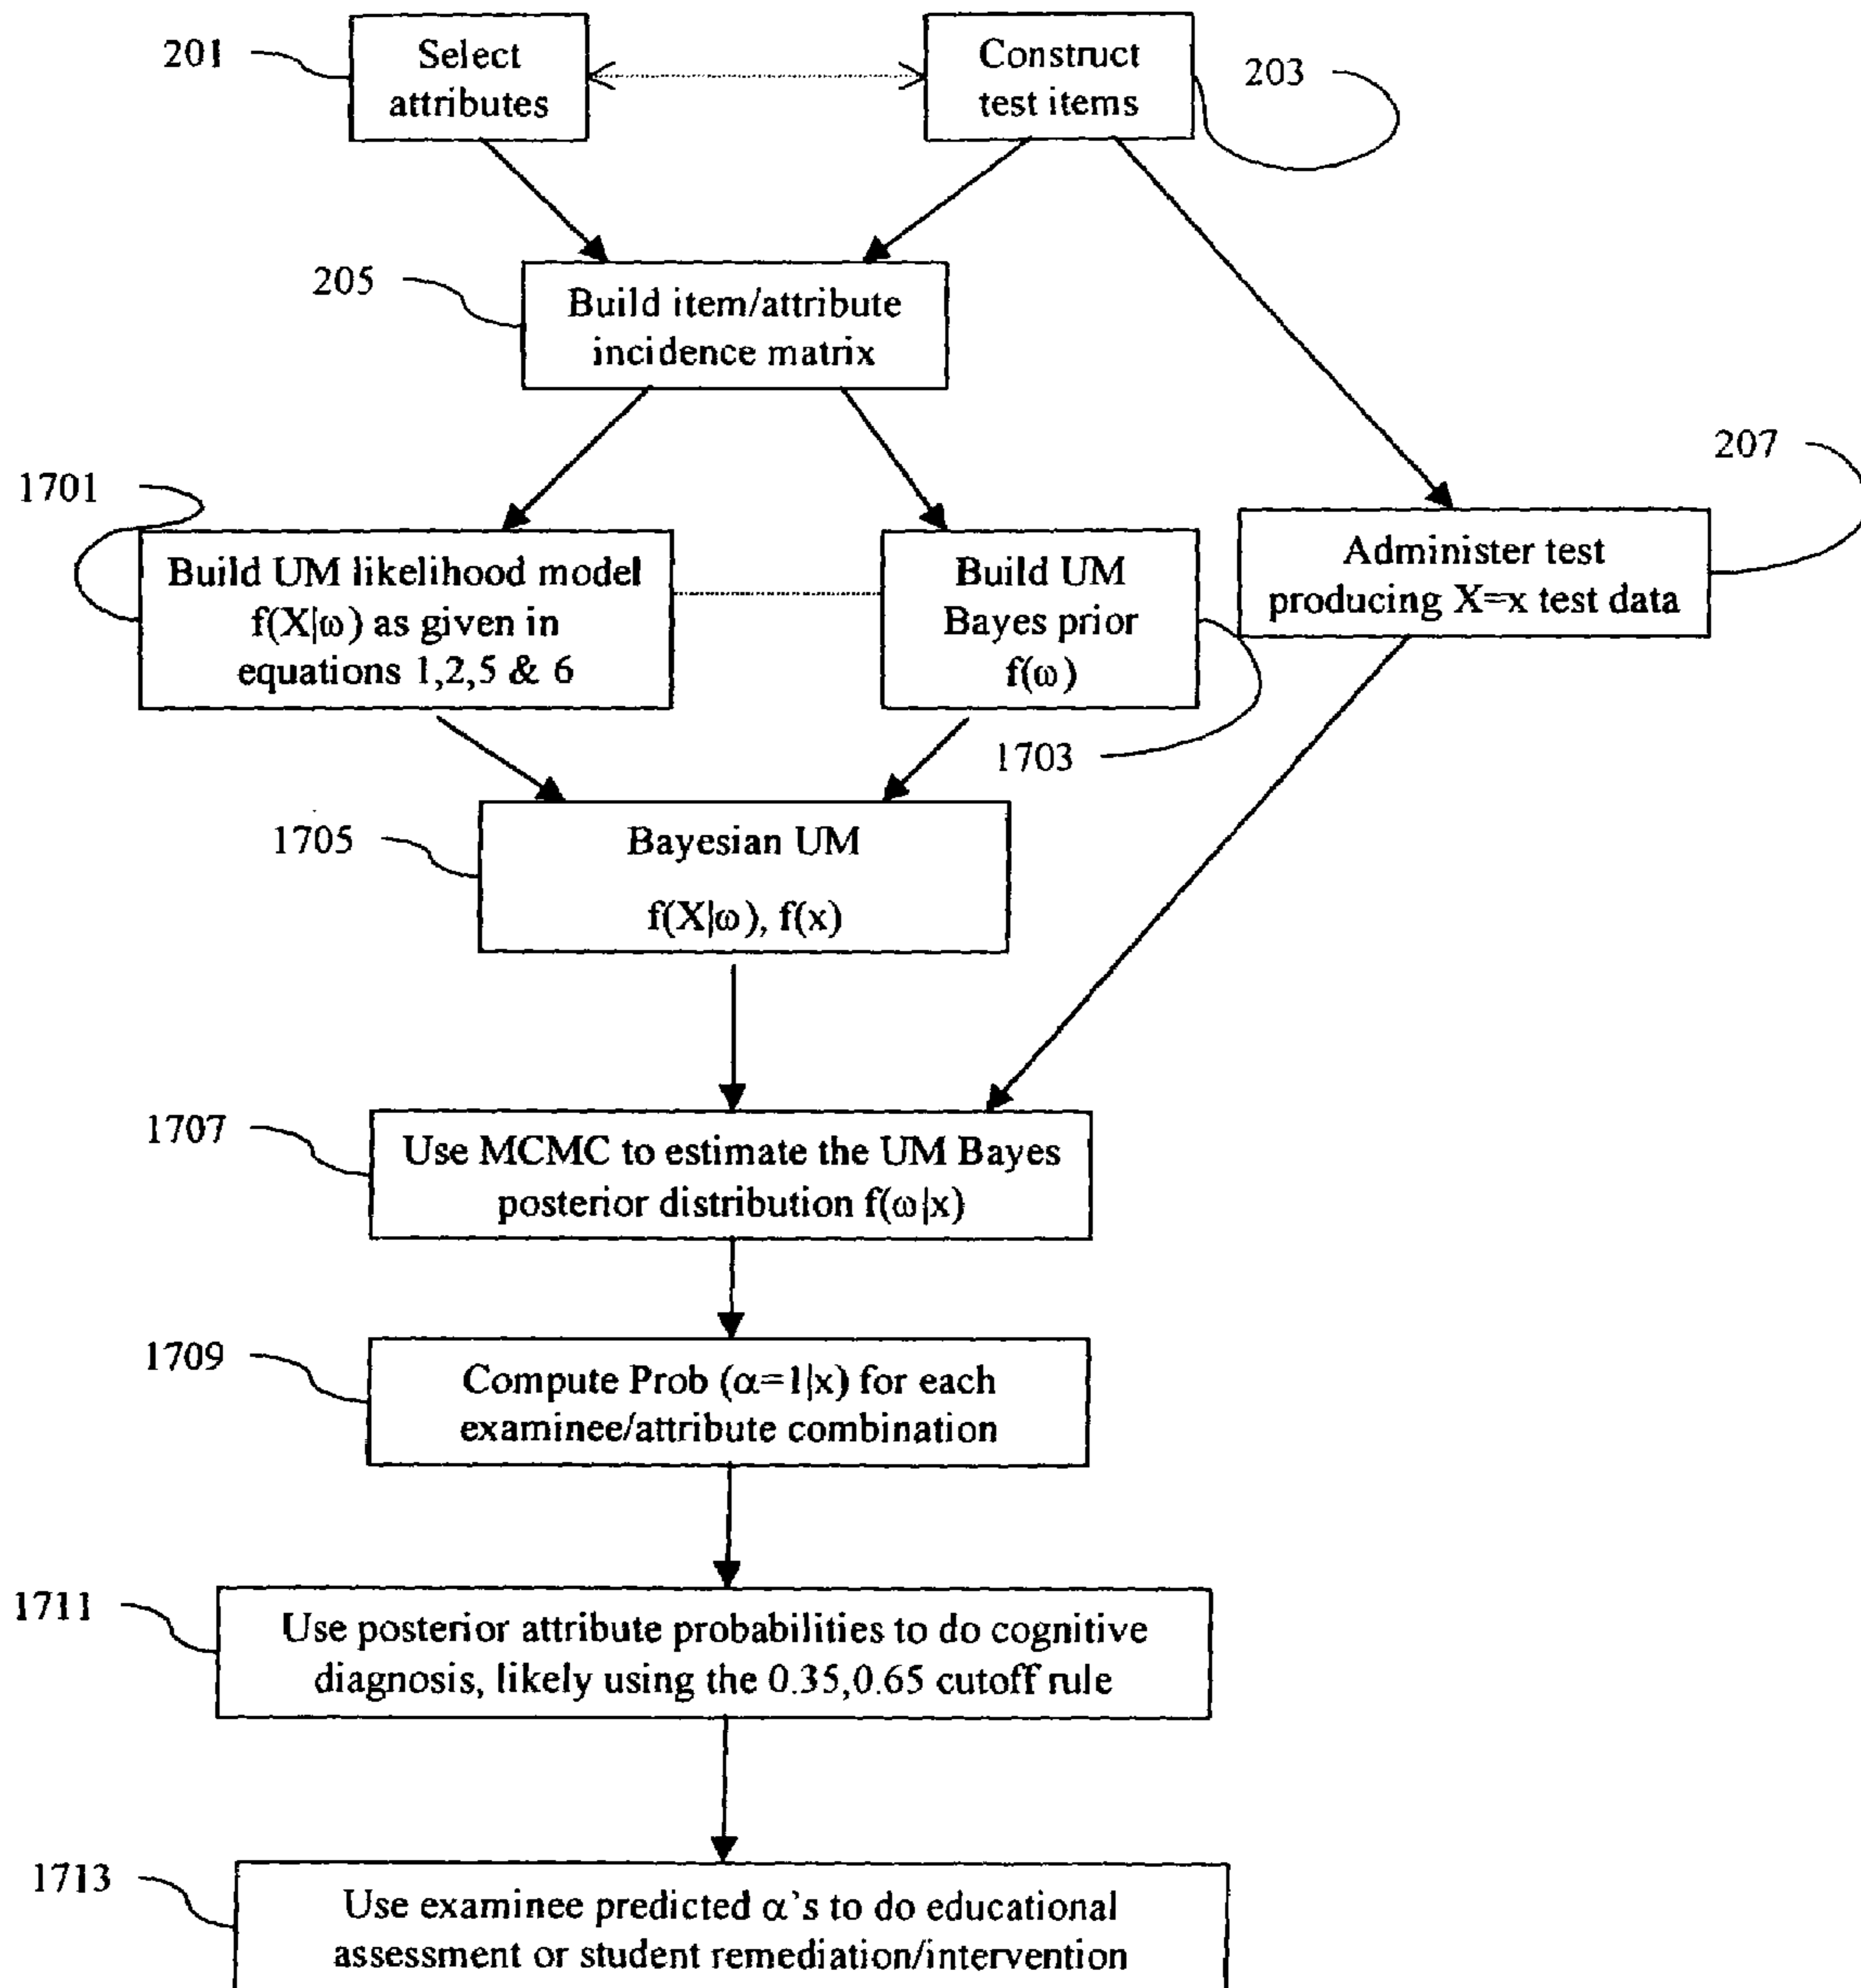 201
Select
attributes
Construct
test items
203
205
Build item/attribute
incidence matrix
207
1701
Build UM likelihood model
f(X|ω) as given in
equations 1,2,5 & 6
Build UM
Bayes prior
f(ω)
Administer test
producing X=x test data
1703
1705
Bayesian UM
f(X|ω), f(x)
1707
Use MCMC to estimate the UM Bayes
posterior distribution f(ω|x)
1709
Compute Prob (α=1|x) for each
examinee/attribute combination
1711
Use posterior attribute probabilities to do cognitive
diagnosis, likely using the 0.35,0.65 cutoff rule
1713
Use examinee predicted α's to do educational
assessment or student remediation/intervention